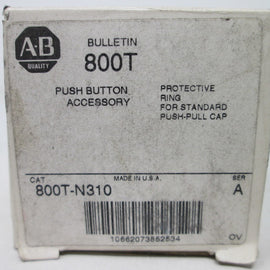 AB
QUALITY
BULLETIN
800T
PUSH BUTTON
ACCESSORY
PROTECTIVE
RING
FOR STANDARD
PUSH-PULL CAP
CAT
MADE IN U.S.A.
SER
800T-N310
A
10662073862534
OV